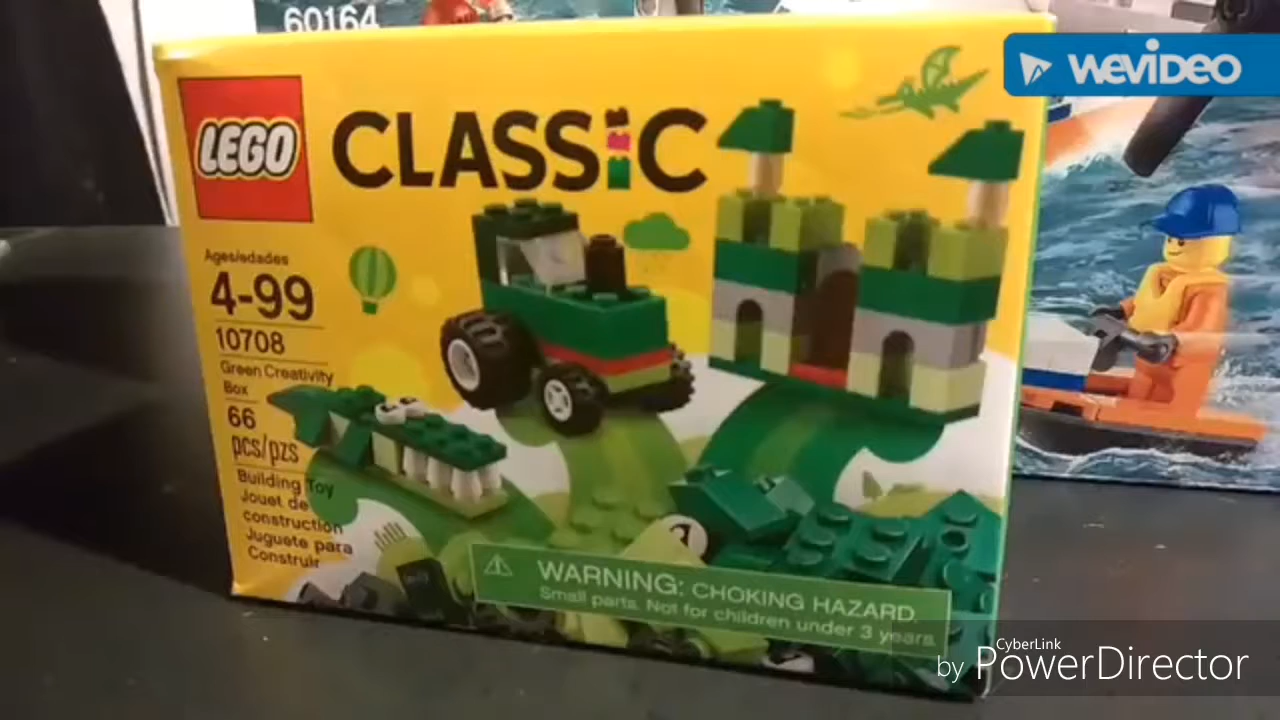 60164
WEVIDEO
LEGO
CLASSiC
Ages/edades
4-99
10708
Green Creativity
Box
66
pcs/pzs
Building Toy
Jouet de
construction
Juguete para
Construir
WARNING: CHOKING HAZARD.
Small parts. Not for children under 3 years.
CyberLink
by PowerDirector